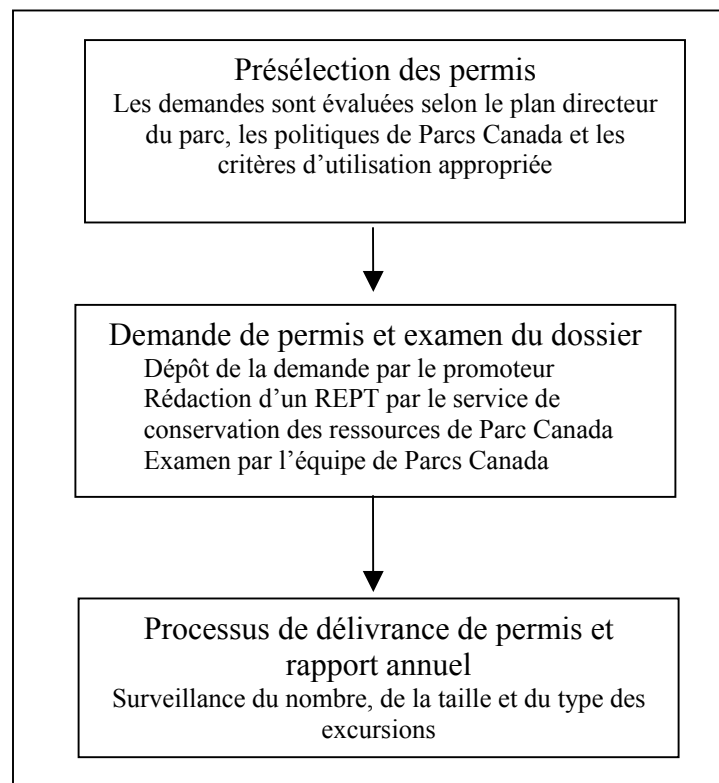 Présélection des permis
Les demandes sont évaluées selon le plan directeur
du parc, les politiques de Parcs Canada et les
critères d’utilisation appropriée
Demande de permis et examen du dossier
Dépôt de la demande par le promoteur
Rédaction d’un REPT par le service de
conservation des ressources de Parc Canada
Examen par l’équipe de Parcs Canada
Processus de délivrance de permis et
rapport annuel
Surveillance du nombre, de la taille et du type des
excursions